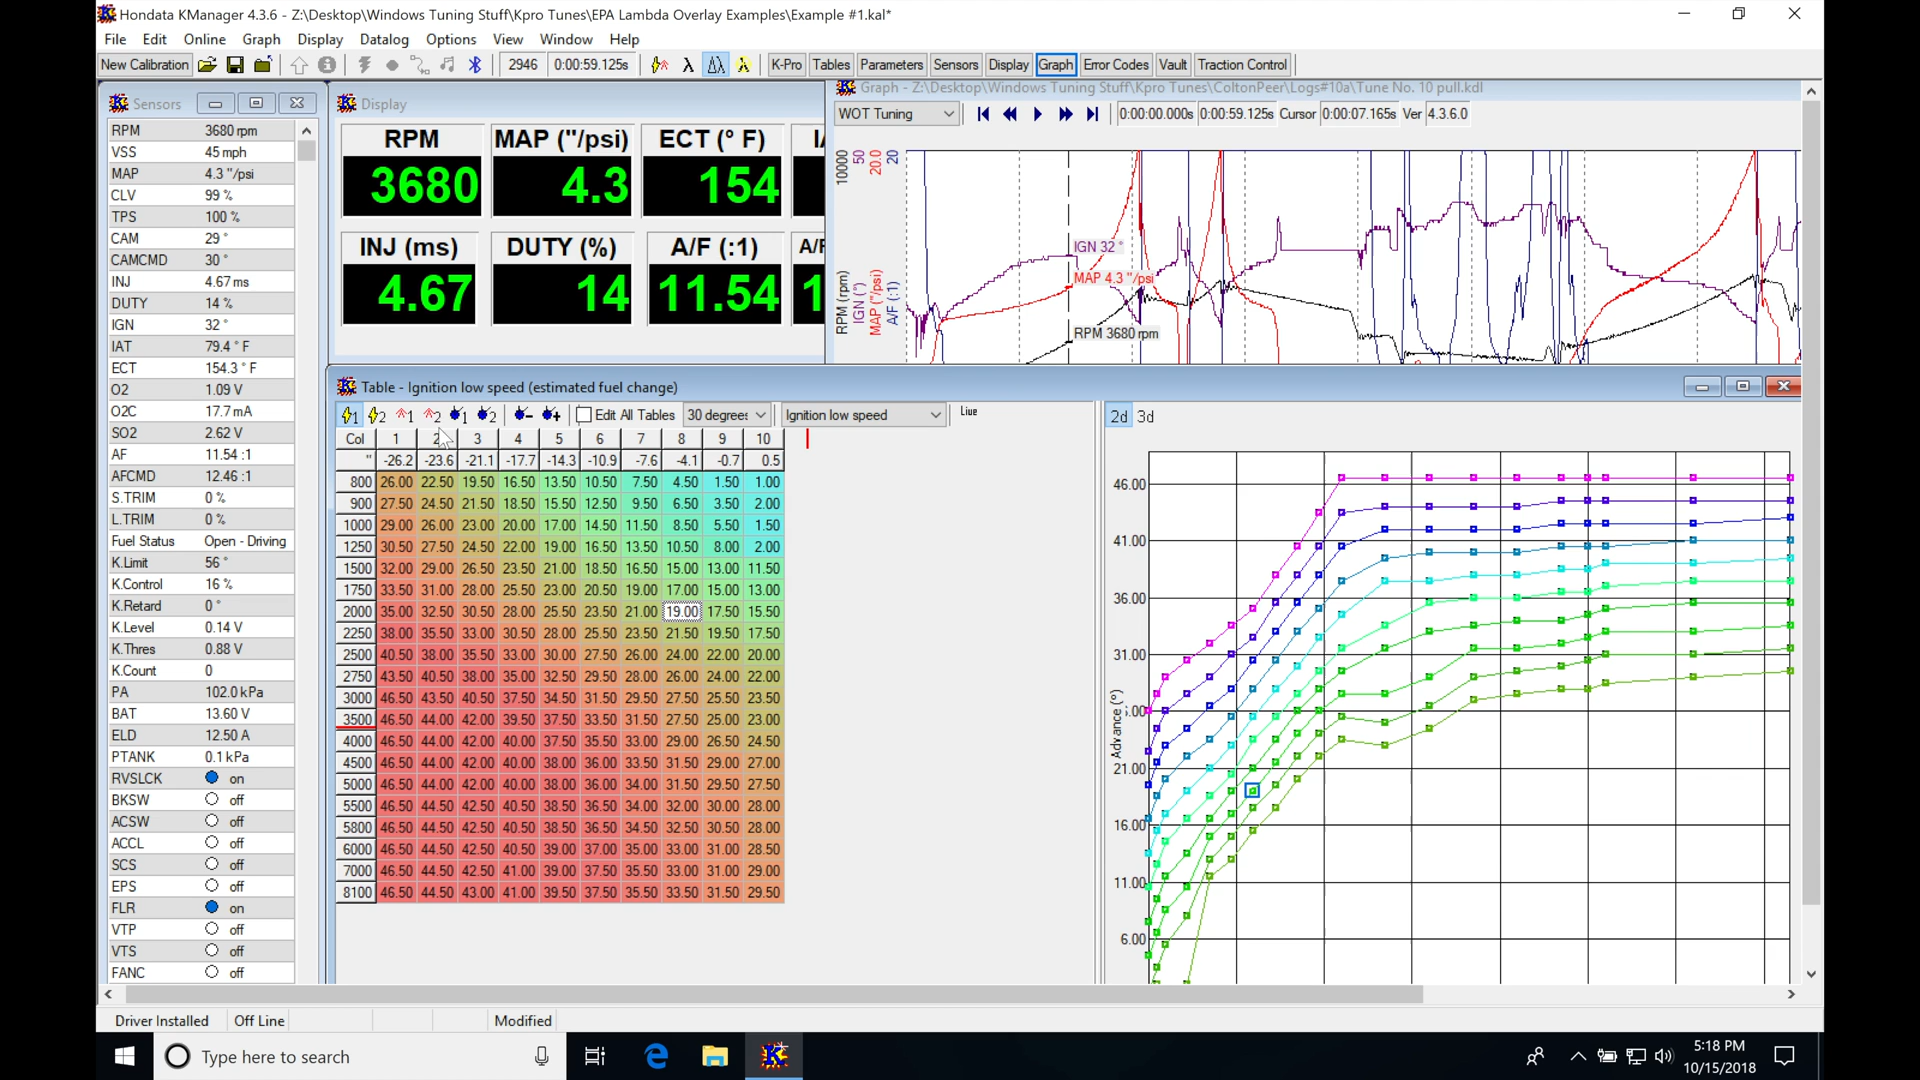 Hondata KManager 4.3.6 - Z:\Desktop\Windows Tuning Stuff\Kpro Tunes\EPA Lambda Overlay Examples\Example #1.kal*
File Edit Online Graph Display Datalog Options View Window Help
New Calibration 2946 0:00:59.125s K-Pro Tables Parameters Sensors Display Graph Error Codes Vault Traction Control
Sensors
RPM 3680 rpm
VSS 45 mph
MAP 4.3 "/psi
CLV 99 %
TPS 100 %
CAM 29 °
CAMCMD 30 °
INJ 4.67 ms
DUTY 14 %
IGN 32 °
IAT 79.4 ° F
ECT 154.3 ° F
O2 1.09 V
O2C 17.7 mA
SO2 2.62 V
AF 11.54 :1
AFCMD 12.46 :1
S.TRIM 0 %
L.TRIM 0 %
Fuel Status Open - Driving
K.Limit 56 °
K.Control 16 %
K.Retard 0 °
K.Level 0.14 V
K.Thres 0.88 V
K.Count 0
PA 102.0 kPa
BAT 13.60 V
ELD 12.50 A
PTANK 0.1 kPa
RVSLCK on
BKSW off
ACSW off
ACCL off
SCS off
EPS off
FLR on
VTP off
VTS off
FANC off
Display
RPM MAP ("/psi) ECT (° F)
3680 4.3 154
INJ (ms) DUTY (%) A/F (:1)
4.67 14 11.54
Graph - Z:\Desktop\Windows Tuning Stuff\Kpro Tunes\ColtonPeer\Logs#10a\Tune No. 10 pull.kdl
WOT Tuning 0:00:00.000s 0:00:59.125s Cursor 0:00:07.165s Ver 4.3.6.0
10000 50 20.0 20
RPM (rpm) IGN (°) MAP ("/psi) A/F (:1)
IGN 32 °
MAP 4.3 "/psi
RPM 3680 rpm
Table - Ignition low speed (estimated fuel change)
1 2 1 2 1 2 Edit All Tables 30 degrees Ignition low speed Live
Col 1 2 3 4 5 6 7 8 9 10
" -26.2 -23.6 -21.1 -17.7 -14.3 -10.9 -7.6 -4.1 -0.7 0.5
800 26.00 22.50 19.50 16.50 13.50 10.50 7.50 4.50 1.50 1.00
900 27.50 24.50 21.50 18.50 15.50 12.50 9.50 6.50 3.50 2.00
1000 29.00 26.00 23.00 20.00 17.00 14.50 11.50 8.50 5.50 1.50
1250 30.50 27.50 24.50 22.00 19.00 16.50 13.50 10.50 8.00 2.00
1500 32.00 29.00 26.50 23.50 21.00 18.50 16.50 15.00 13.00 11.50
1750 33.50 31.00 28.00 25.50 23.00 20.50 19.00 17.00 15.00 13.00
2000 35.00 32.50 30.50 28.00 25.50 23.50 21.00 19.00 17.50 15.50
2250 38.00 35.50 33.00 30.50 28.00 25.50 23.50 21.50 19.50 17.50
2500 40.50 38.00 35.50 33.00 30.00 27.50 26.00 24.00 22.00 20.00
2750 43.50 40.50 38.00 35.00 32.50 29.50 28.00 26.00 24.00 22.00
3000 46.50 43.50 40.50 37.50 34.50 31.50 29.50 27.50 25.50 23.50
3500 46.50 44.00 42.00 39.50 37.50 33.50 31.50 27.50 25.00 23.00
4000 46.50 44.00 42.00 40.00 37.50 35.50 33.00 29.00 26.50 24.50
4500 46.50 44.00 42.00 40.00 38.00 36.00 33.50 31.50 29.00 27.00
5000 46.50 44.00 42.00 40.00 38.00 36.00 34.00 31.50 29.50 27.50
5500 46.50 44.00 42.50 40.50 38.50 36.50 34.00 32.00 30.00 28.00
5800 46.50 44.50 42.50 40.50 38.50 36.50 34.50 32.50 30.50 28.00
6000 46.50 44.50 42.50 40.50 39.00 37.00 35.00 33.00 31.00 28.50
7000 46.50 44.50 42.50 41.00 39.00 37.50 35.50 33.00 31.00 29.00
8100 46.50 44.50 43.00 41.00 39.50 37.50 35.50 33.50 31.50 29.50
2d 3d
46.00
41.00
36.00
31.00
21.00
16.00
11.00
6.00
Advance (°)
Driver Installed Off Line Modified
Type here to search
5:18 PM
10/15/2018